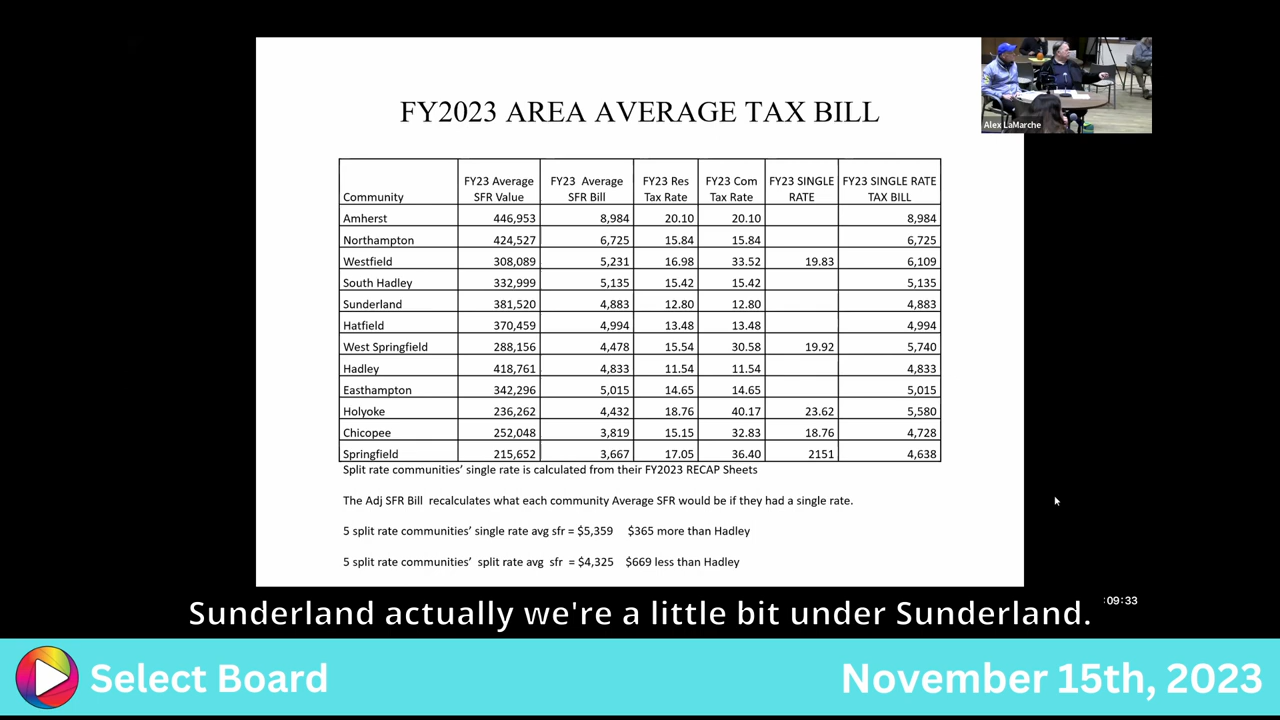 Alex LaMarche
FY2023 AREA AVERAGE TAX BILL
Community FY23 Average SFR Value FY23 Average SFR Bill FY23 Res Tax Rate FY23 Com Tax Rate FY23 SINGLE RATE FY23 SINGLE RATE TAX BILL
Amherst 446,953 8,984 20.10 20.10 8,984
Northampton 424,527 6,725 15.84 15.84 6,725
Westfield 308,089 5,231 16.98 33.52 19.83 6,109
South Hadley 332,999 5,135 15.42 15.42 5,135
Sunderland 381,520 4,883 12.80 12.80 4,883
Hatfield 370,459 4,994 13.48 13.48 4,994
West Springfield 288,156 4,478 15.54 30.58 19.92 5,740
Hadley 418,761 4,833 11.54 11.54 4,833
Easthampton 342,296 5,015 14.65 14.65 5,015
Holyoke 236,262 4,432 18.76 40.17 23.62 5,580
Chicopee 252,048 3,819 15.15 32.83 18.76 4,728
Springfield 215,652 3,667 17.05 36.40 2151 4,638
Split rate communities' single rate is calculated from their FY2023 RECAP Sheets
The Adj SFR Bill recalculates what each community Average SFR would be if they had a single rate.
5 split rate communities' single rate avg sfr = $5,359 $365 more than Hadley
5 split rate communities' split rate avg sfr = $4,325 $669 less than Hadley
:09:33
Sunderland actually we're a little bit under Sunderland.
Select Board
November 15th, 2023